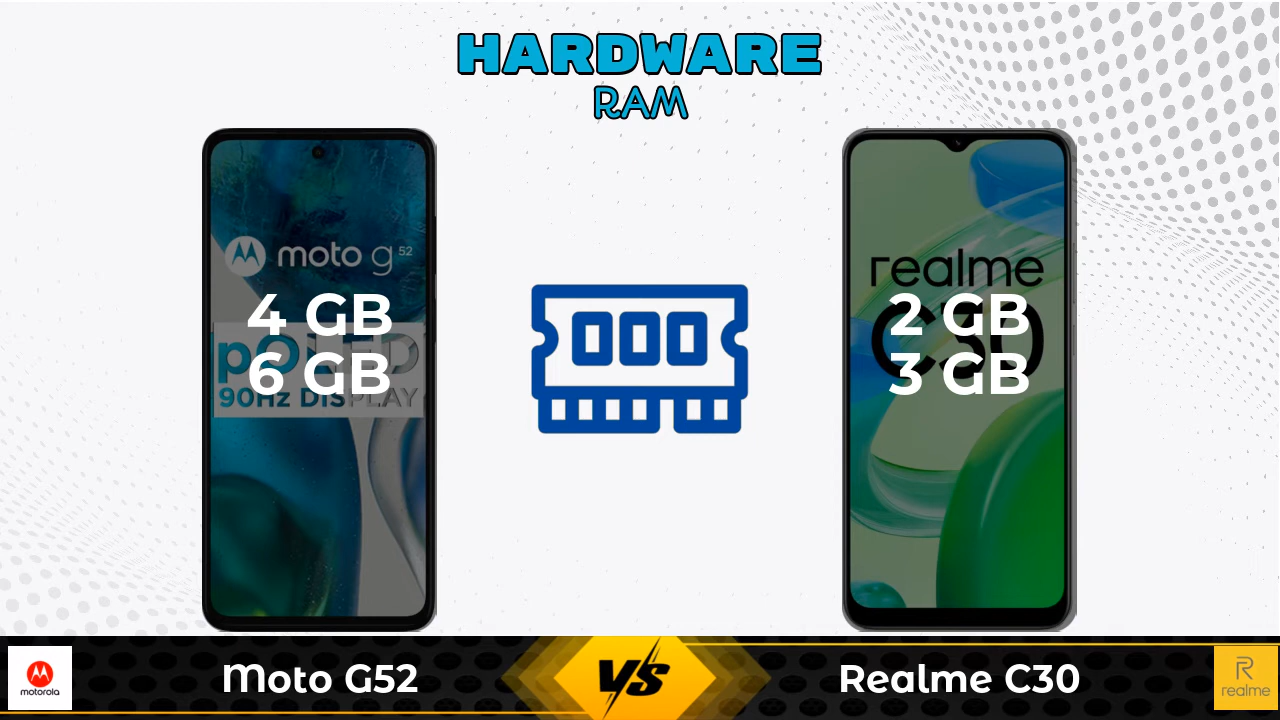 HARDWARE
RAM
moto g52
4 GB
pOLED
6 GB
90Hz DISPLAY
realme
2 GB
C30
3 GB
motorola
Moto G52
VS
Realme C30
R
realme